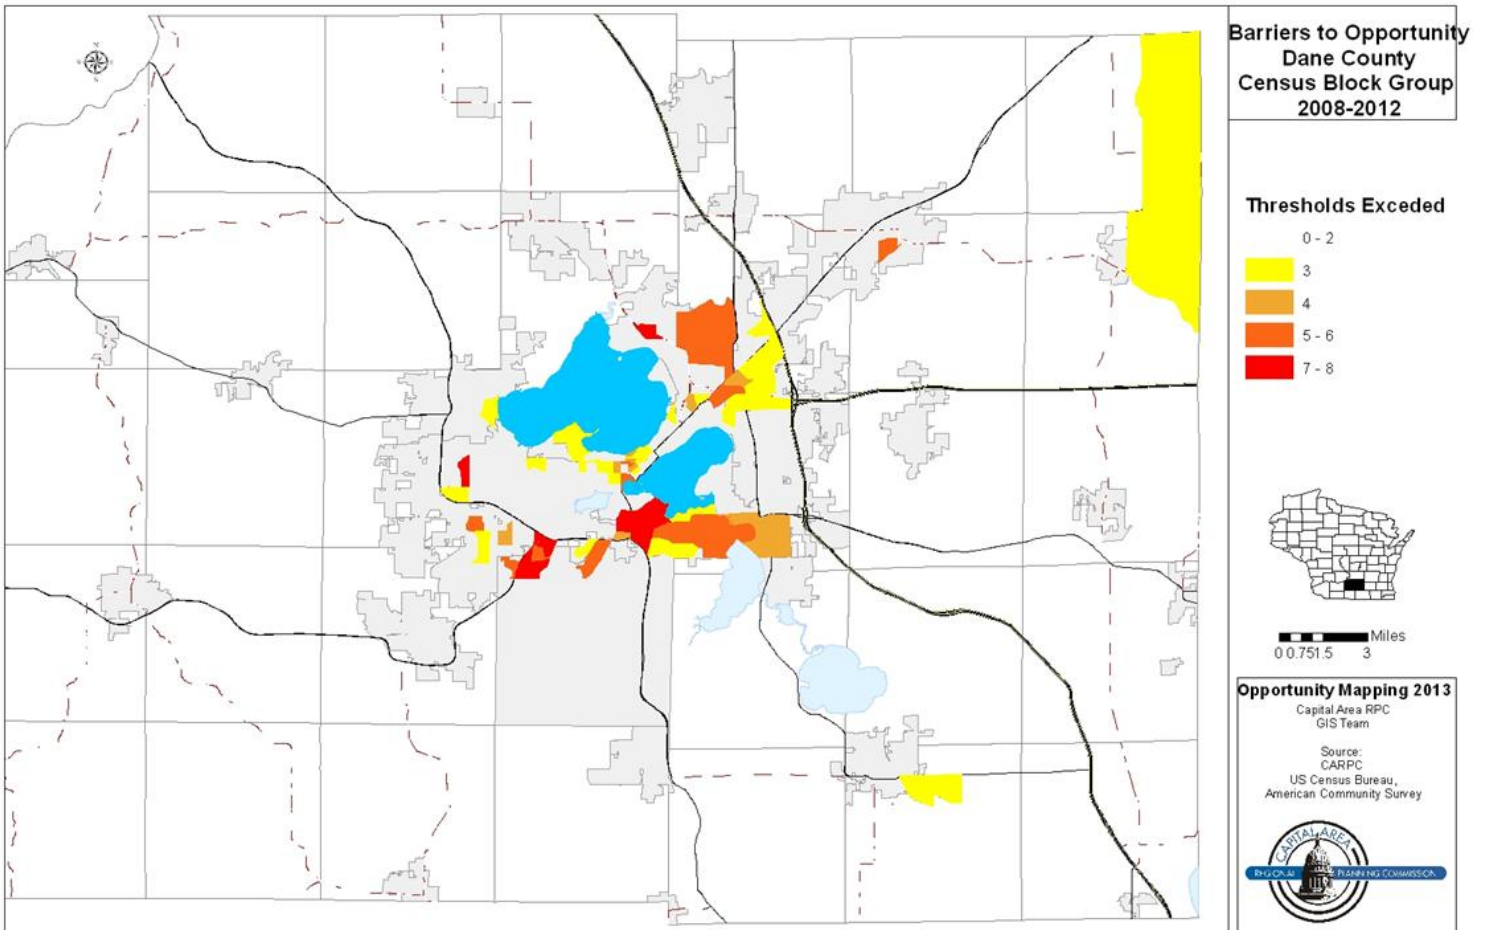 Barriers to Opportunity
Dane County
Census Block Group
2008-2012
Thresholds Exceded
0 - 2
3
4
5 - 6
7 - 8
Miles
0 0.751.5 3
Opportunity Mapping 2013
Capital Area RPC
GIS Team
Source:
CARPC
US Census Bureau,
American Community Survey
CAPITAL AREA
REGIONAL PLANNING COMMISSION